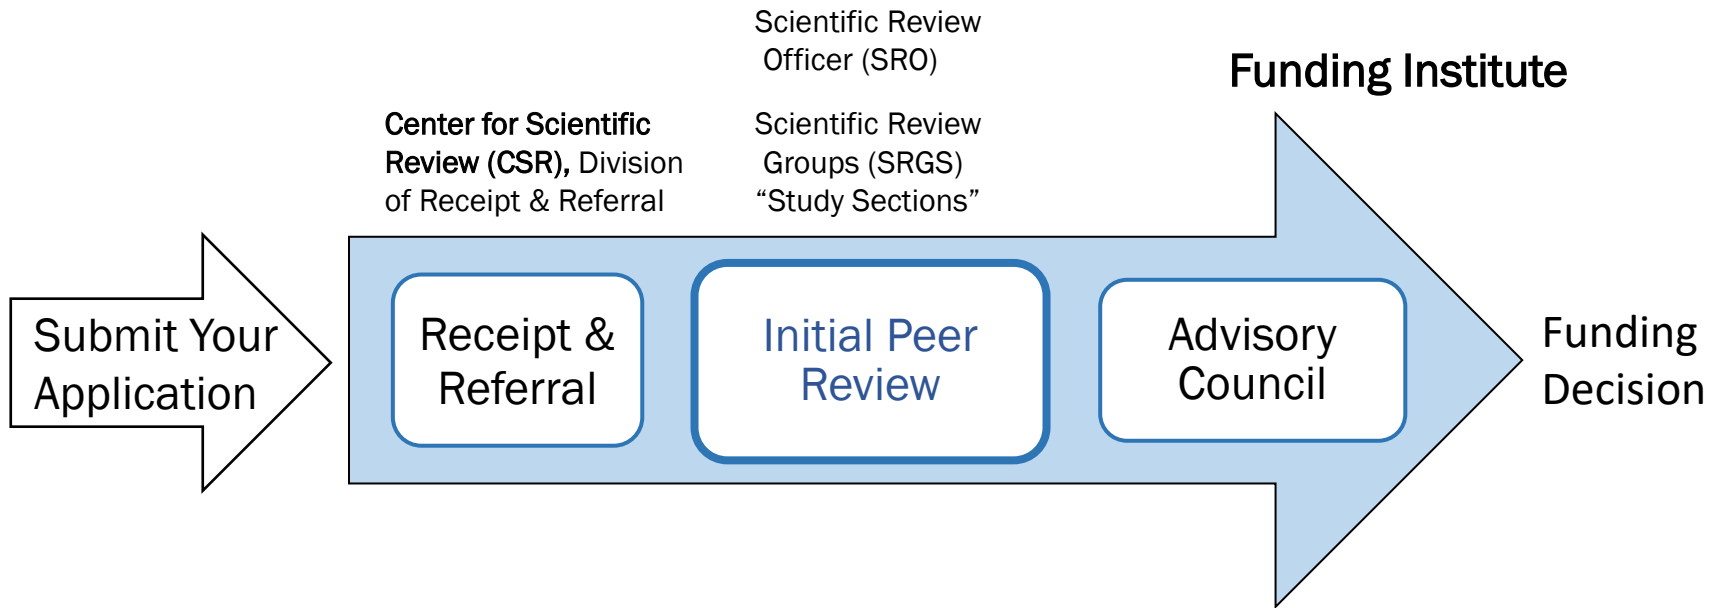 Scientific Review
Officer (SRO)
Funding Institute
Center for Scientific
Review (CSR), Division
of Receipt & Referral
Scientific Review
Groups (SRGS)
“Study Sections”
Submit Your
Application
Receipt &
Referral
Initial Peer
Review
Advisory
Council
Funding
Decision